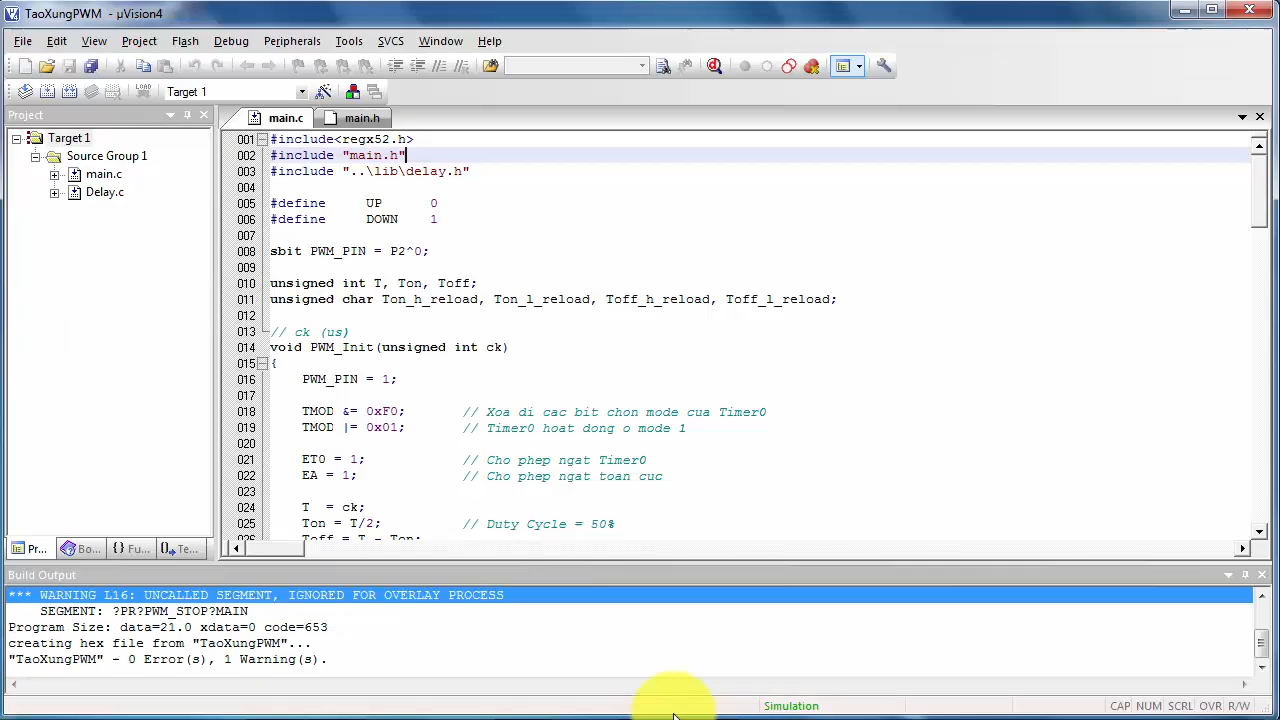 TaoXungPWM - µVision4
File Edit View Project Flash Debug Peripherals Tools SVCS Window Help
LOAD Target 1
Project
main.c main.h
Target 1
Source Group 1
main.c
Delay.c
001 #include<regx52.h>
002 #include "main.h"
003 #include "..\lib\delay.h"
004
005 #define UP 0
006 #define DOWN 1
007
008 sbit PWM_PIN = P2^0;
009
010 unsigned int T, Ton, Toff;
011 unsigned char Ton_h_reload, Ton_l_reload, Toff_h_reload, Toff_l_reload;
012
013 // ck (us)
014 void PWM_Init(unsigned int ck)
015 {
016 PWM_PIN = 1;
017
018 TMOD &= 0xF0; // Xoa di cac bit chon mode cua Timer0
019 TMOD |= 0x01; // Timer0 hoat dong o mode 1
020
021 ET0 = 1; // Cho phep ngat Timer0
022 EA = 1; // Cho phep ngat toan cuc
023
024 T = ck;
025 Ton = T/2; // Duty Cycle = 50%
026 Toff = T - Ton;
Pr... Bo... {} Fu... Te...
Build Output
*** WARNING L16: UNCALLED SEGMENT, IGNORED FOR OVERLAY PROCESS
SEGMENT: ?PR?PWM_STOP?MAIN
Program Size: data=21.0 xdata=0 code=653
creating hex file from "TaoXungPWM"...
"TaoXungPWM" - 0 Error(s), 1 Warning(s).
Simulation CAP NUM SCRL OVR R/W